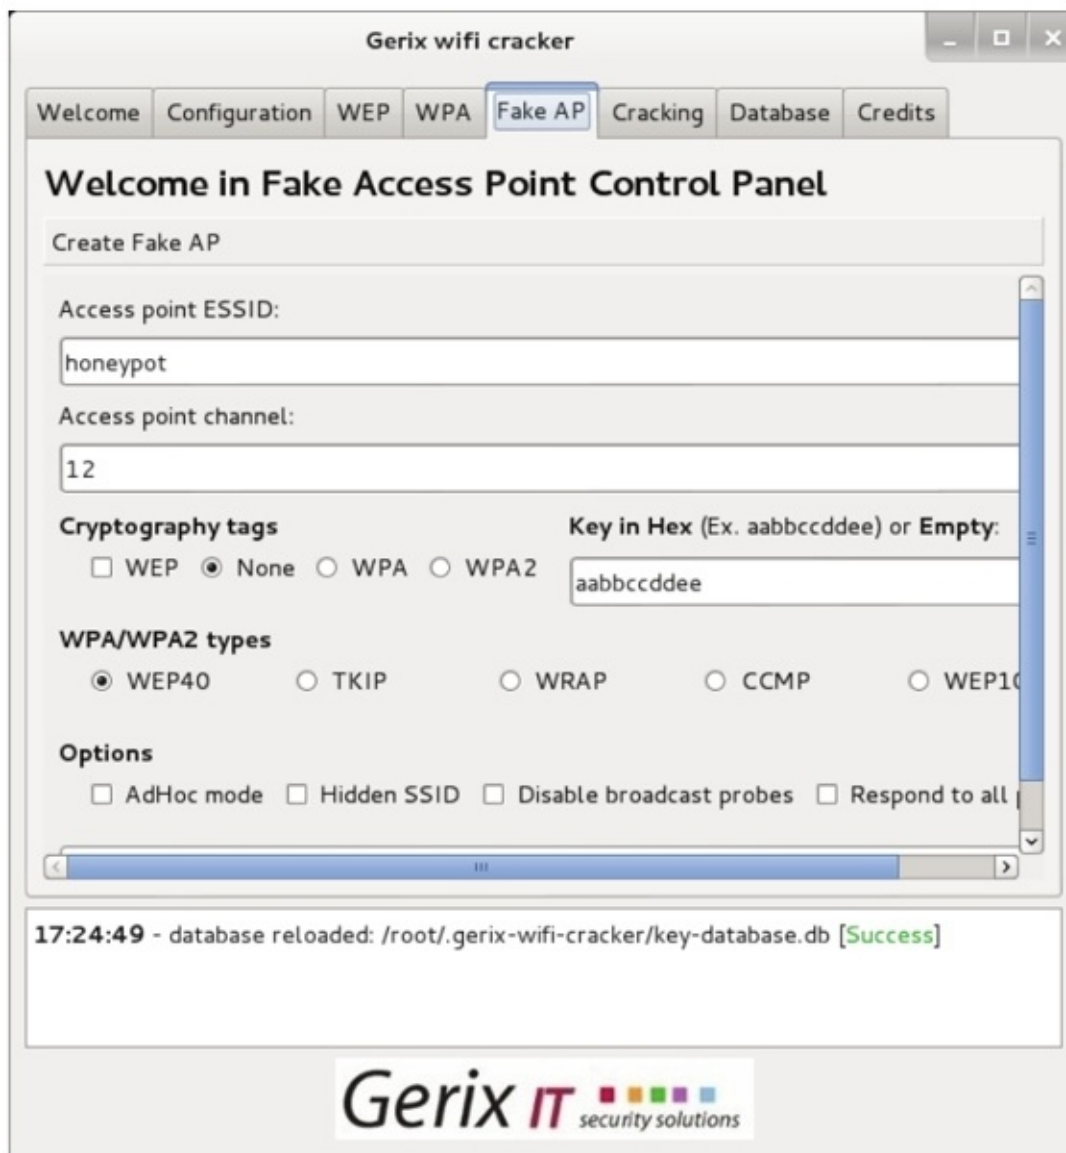 Gerix wifi cracker
Welcome Configuration WEP WPA Fake AP Cracking Database Credits
Welcome in Fake Access Point Control Panel
Create Fake AP
Access point ESSID:
honeypot
Access point channel:
12
Cryptography tags Key in Hex (Ex. aabbccddee) or Empty:
WEP None WPA WPA2
aabbccddee
WPA/WPA2 types
WEP40 TKIP WRAP CCMP WEP10
Options
AdHoc mode Hidden SSID Disable broadcast probes Respond to all
17:24:49 - database reloaded: /root/.gerix-wifi-cracker/key-database.db [Success]
Gerix IT security solutions